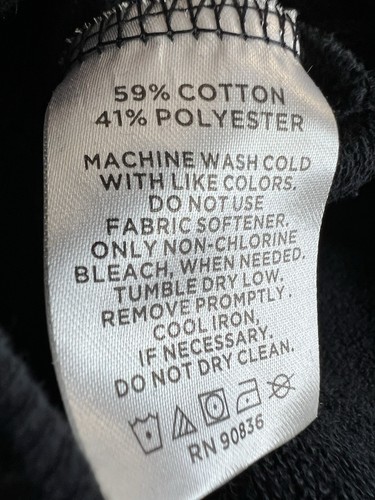 59% COTTON
41% POLYESTER
MACHINE WASH COLD
WITH LIKE COLORS.
DO NOT USE
FABRIC SOFTENER.
ONLY NON-CHLORINE
BLEACH, WHEN NEEDED.
TUMBLE DRY LOW.
REMOVE PROMPTLY.
COOL IRON,
IF NECESSARY.
DO NOT DRY CLEAN.
RN 90836